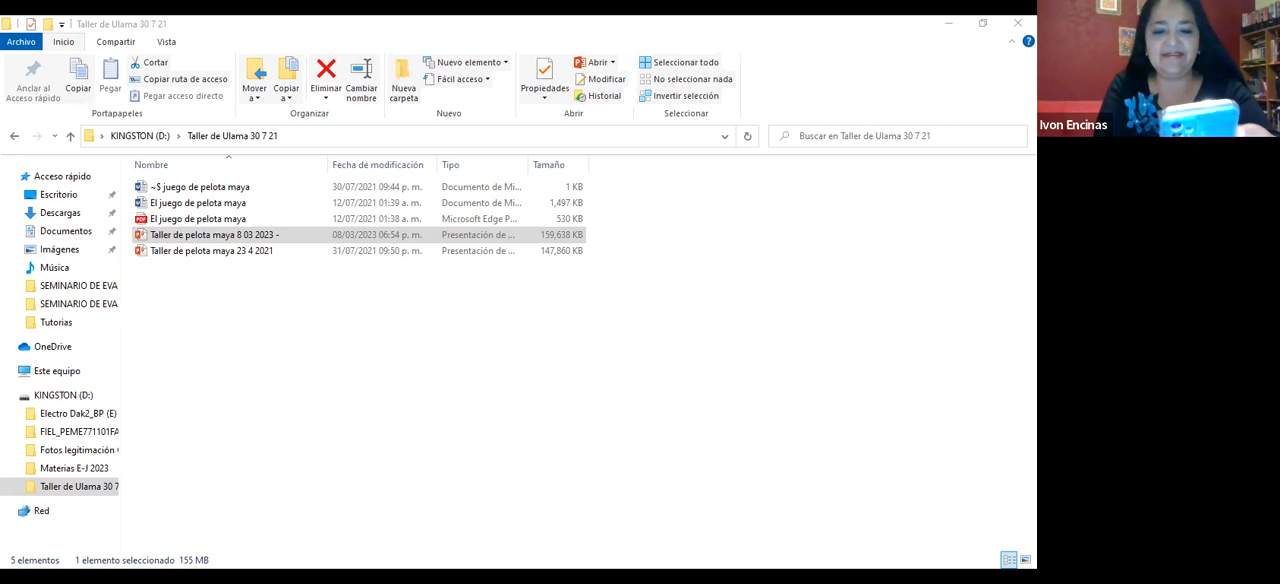 Taller de Ulama 30 7 21
Archivo Inicio Compartir Vista
Anclar al Acceso rápido
Copiar
Pegar
Cortar
Copiar ruta de acceso
Pegar acceso directo
Portapapeles
Mover a
Copiar a
Eliminar
Cambiar nombre
Organizar
Nueva carpeta
Nuevo elemento
Fácil acceso
Nuevo
Propiedades
Abrir
Modificar
Historial
Abrir
Seleccionar todo
No seleccionar nada
Invertir selección
Seleccionar
KINGSTON (D:) › Taller de Ulama 30 7 21
Buscar en Taller de Ulama 30 7 21
Nombre Fecha de modificación Tipo Tamaño
~$ juego de pelota maya 30/07/2021 09:44 p. m. Documento de Mi... 1 KB
El juego de pelota maya 12/07/2021 01:39 a. m. Documento de Mi... 1,497 KB
El juego de pelota maya 12/07/2021 01:38 a. m. Microsoft Edge P... 530 KB
Taller de pelota maya 8 03 2023 - 08/03/2023 06:54 p. m. Presentación de ... 159,638 KB
Taller de pelota maya 23 4 2021 31/07/2021 09:50 p. m. Presentación de ... 147,860 KB
Acceso rápido
Escritorio
Descargas
Documentos
Imágenes
Música
SEMINARIO DE EVA
SEMINARIO DE EVA
Tutorias
OneDrive
Este equipo
KINGSTON (D:)
Electro Dak2_BP (E)
FIEL_PEME771101FA
Fotos legitimación
Materias E-J 2023
Taller de Ulama 30 7
Red
5 elementos 1 elemento seleccionado 155 MB
Ivon Encinas